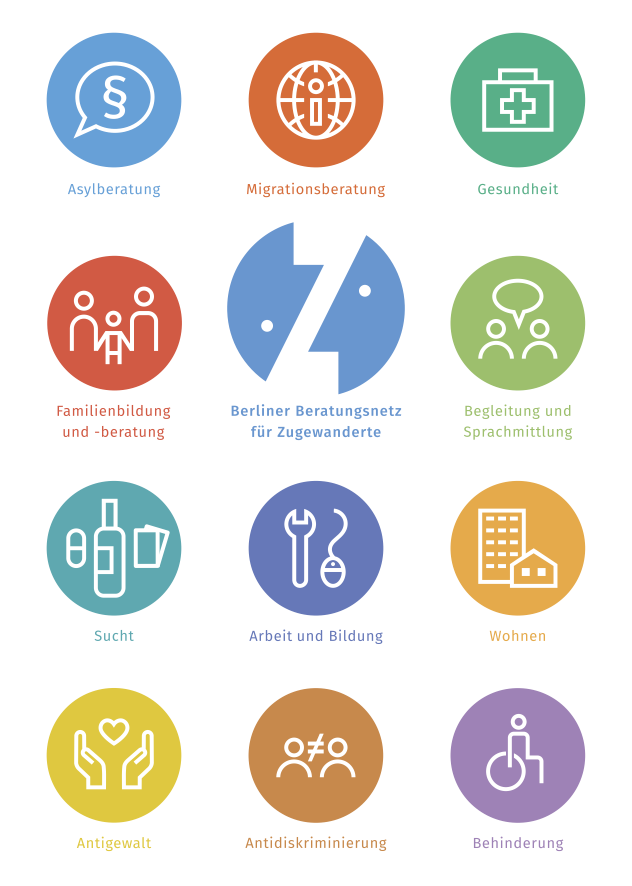 §
Asylberatung
Migrationsberatung
Gesundheit
Familienbildung
und -beratung
Berliner Beratungsnetz
für Zugewanderte
Begleitung und
Sprachmittlung
Sucht
Arbeit und Bildung
Wohnen
≠
Antigewalt
Antidiskriminierung
Behinderung